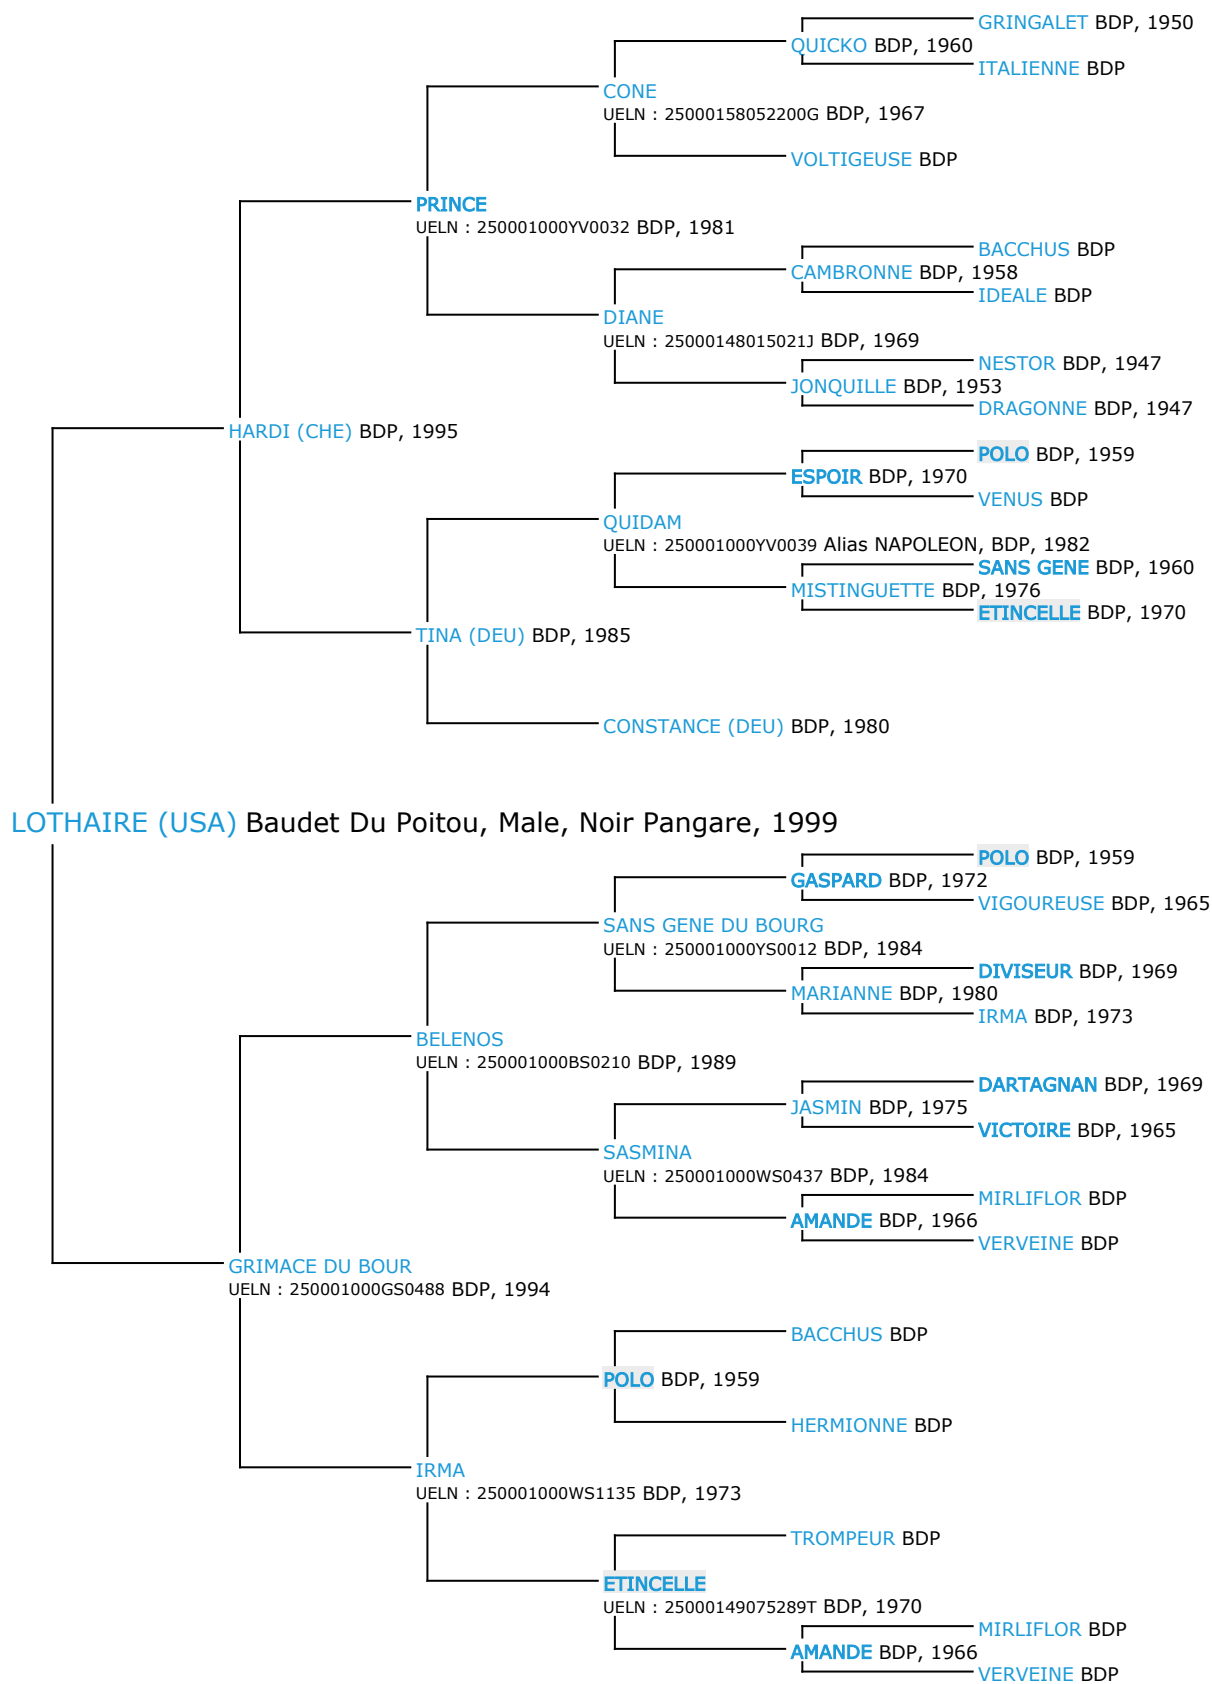 GRINGALET BDP, 1950
QUICKO BDP, 1960
ITALIENNE BDP
CONE
UELN : 25000158052200G BDP, 1967
VOLTIGEUSE BDP
PRINCE
UELN : 250001000YV0032 BDP, 1981
BACCHUS BDP
CAMBRONNE BDP, 1958
IDEALE BDP
DIANE
UELN : 25000148015021J BDP, 1969
NESTOR BDP, 1947
JONQUILLE BDP, 1953
DRAGONNE BDP, 1947
HARDI (CHE) BDP, 1995
POLO BDP, 1959
ESPOIR BDP, 1970
VENUS BDP
QUIDAM
UELN : 250001000YV0039 Alias NAPOLEON, BDP, 1982
SANS GENE BDP, 1960
MISTINGUETTE BDP, 1976
ETINCELLE BDP, 1970
TINA (DEU) BDP, 1985
CONSTANCE (DEU) BDP, 1980
LOTHAIRE (USA) Baudet Du Poitou, Male, Noir Pangare, 1999
POLO BDP, 1959
GASPARD BDP, 1972
VIGOUREUSE BDP, 1965
SANS GENE DU BOURG
UELN : 250001000YS0012 BDP, 1984
DIVISEUR BDP, 1969
MARIANNE BDP, 1980
IRMA BDP, 1973
BELENOS
UELN : 250001000BS0210 BDP, 1989
DARTAGNAN BDP, 1969
JASMIN BDP, 1975
VICTOIRE BDP, 1965
SASMINA
UELN : 250001000WS0437 BDP, 1984
MIRLIFLOR BDP
AMANDE BDP, 1966
VERVEINE BDP
GRIMACE DU BOUR
UELN : 250001000GS0488 BDP, 1994
BACCHUS BDP
POLO BDP, 1959
HERMIONNE BDP
IRMA
UELN : 250001000WS1135 BDP, 1973
TROMPEUR BDP
ETINCELLE
UELN : 25000149075289T BDP, 1970
MIRLIFLOR BDP
AMANDE BDP, 1966
VERVEINE BDP